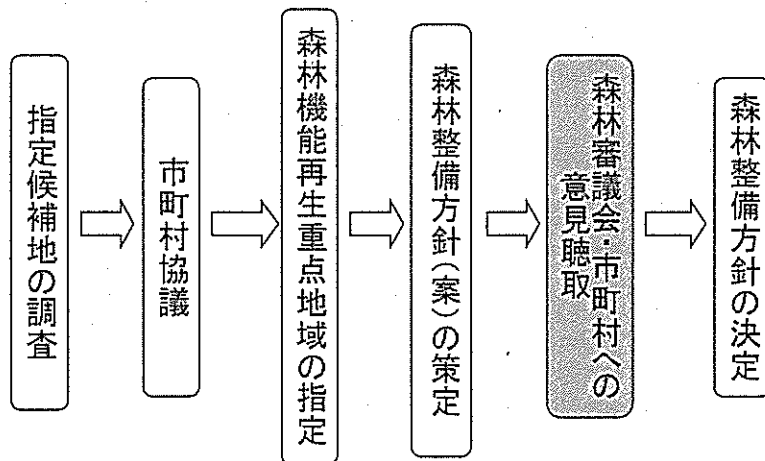 指定候補地の調査
市町村協議
森林機能再生重点地域の指定
森林整備方針(案)の策定
森林審議会・市町村への
意見聴取
森林整備方針の決定